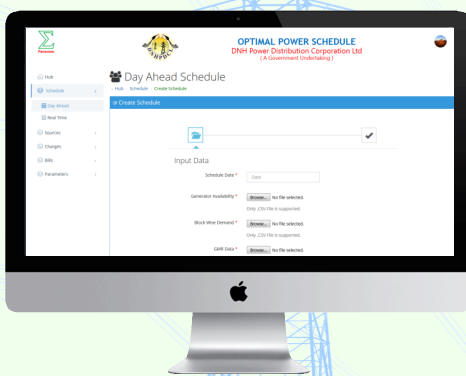 OPTIMAL POWER SCHEDULE
DNH Power Distribution Corporation Ltd
( A Government Undertaking )
Hub
Schedule
Day Ahead
Real Time
Sources
Charges
Bills
Parameters
Day Ahead Schedule
Hub Schedule Create Schedule
Create Schedule
Input Data
Schedule Date *
Date
Generator Availability *
Browse... No file selected.
Only .CSV File is supported.
Block Wise Demand *
Browse... No file selected.
Only .CSV File is supported.
GMR Data *
Browse... No file selected.